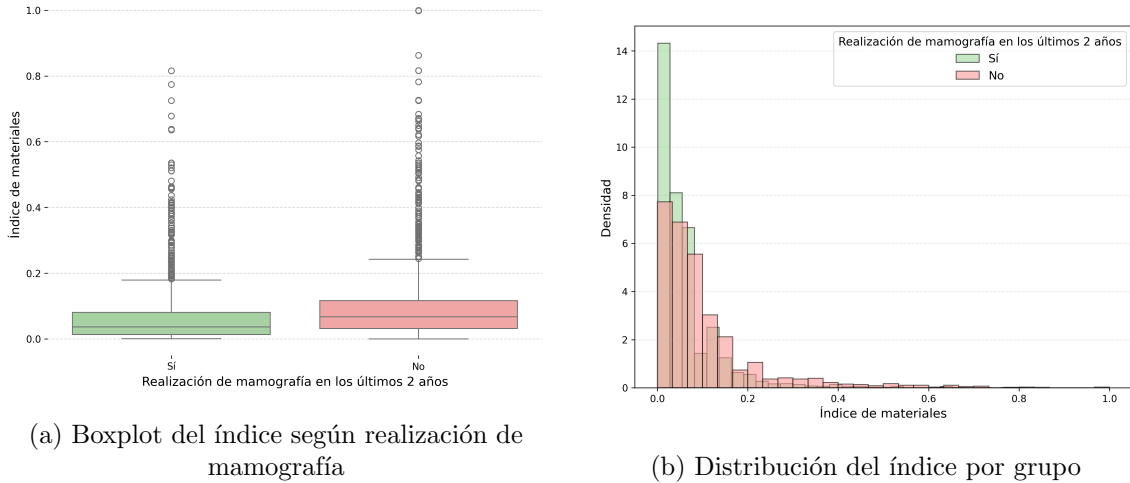 1.0
0.8
0.6
0.4
0.2
0.0
Índice de materiales
Sí
No
Realización de mamografía en los últimos 2 años
(a) Boxplot del índice según realización de
mamografía
Realización de mamografía en los últimos 2 años
Sí
No
14
12
10
8
6
4
2
0
Densidad
0.0
0.2
0.4
0.6
0.8
1.0
Índice de materiales
(b) Distribución del índice por grupo